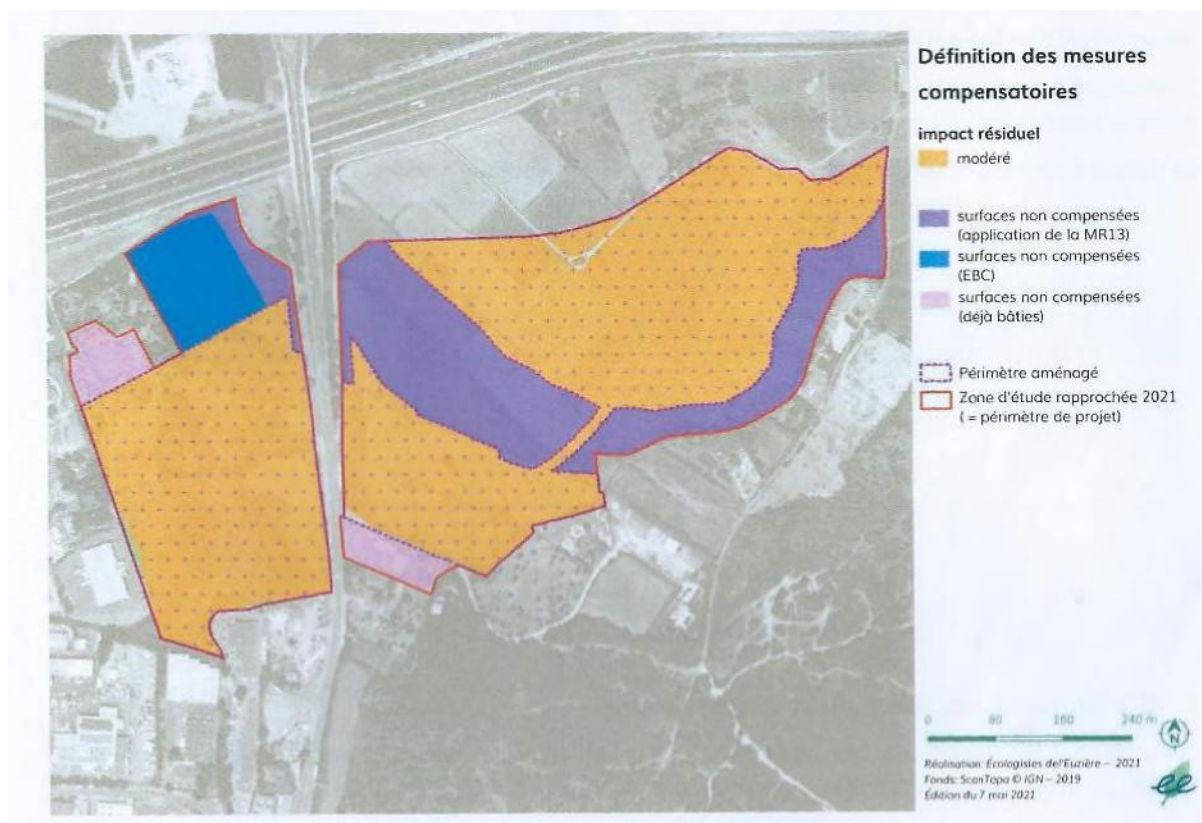 Définition des mesures
compensatoires
impact résiduel
modéré
surfaces non compensées
(application de la MR13)
surfaces non compensées
(EBC)
surfaces non compensées
(déjà bâties)
Périmètre aménagé
Zone d'étude rapprochée 2021
( = périmètre de projet)
0 80 160 240 m
N
Réalisation: Écologistes del'Euzière – 2021
Fonds: ScanTopo © IGN – 2019
Édition du 7 mai 2021
ee